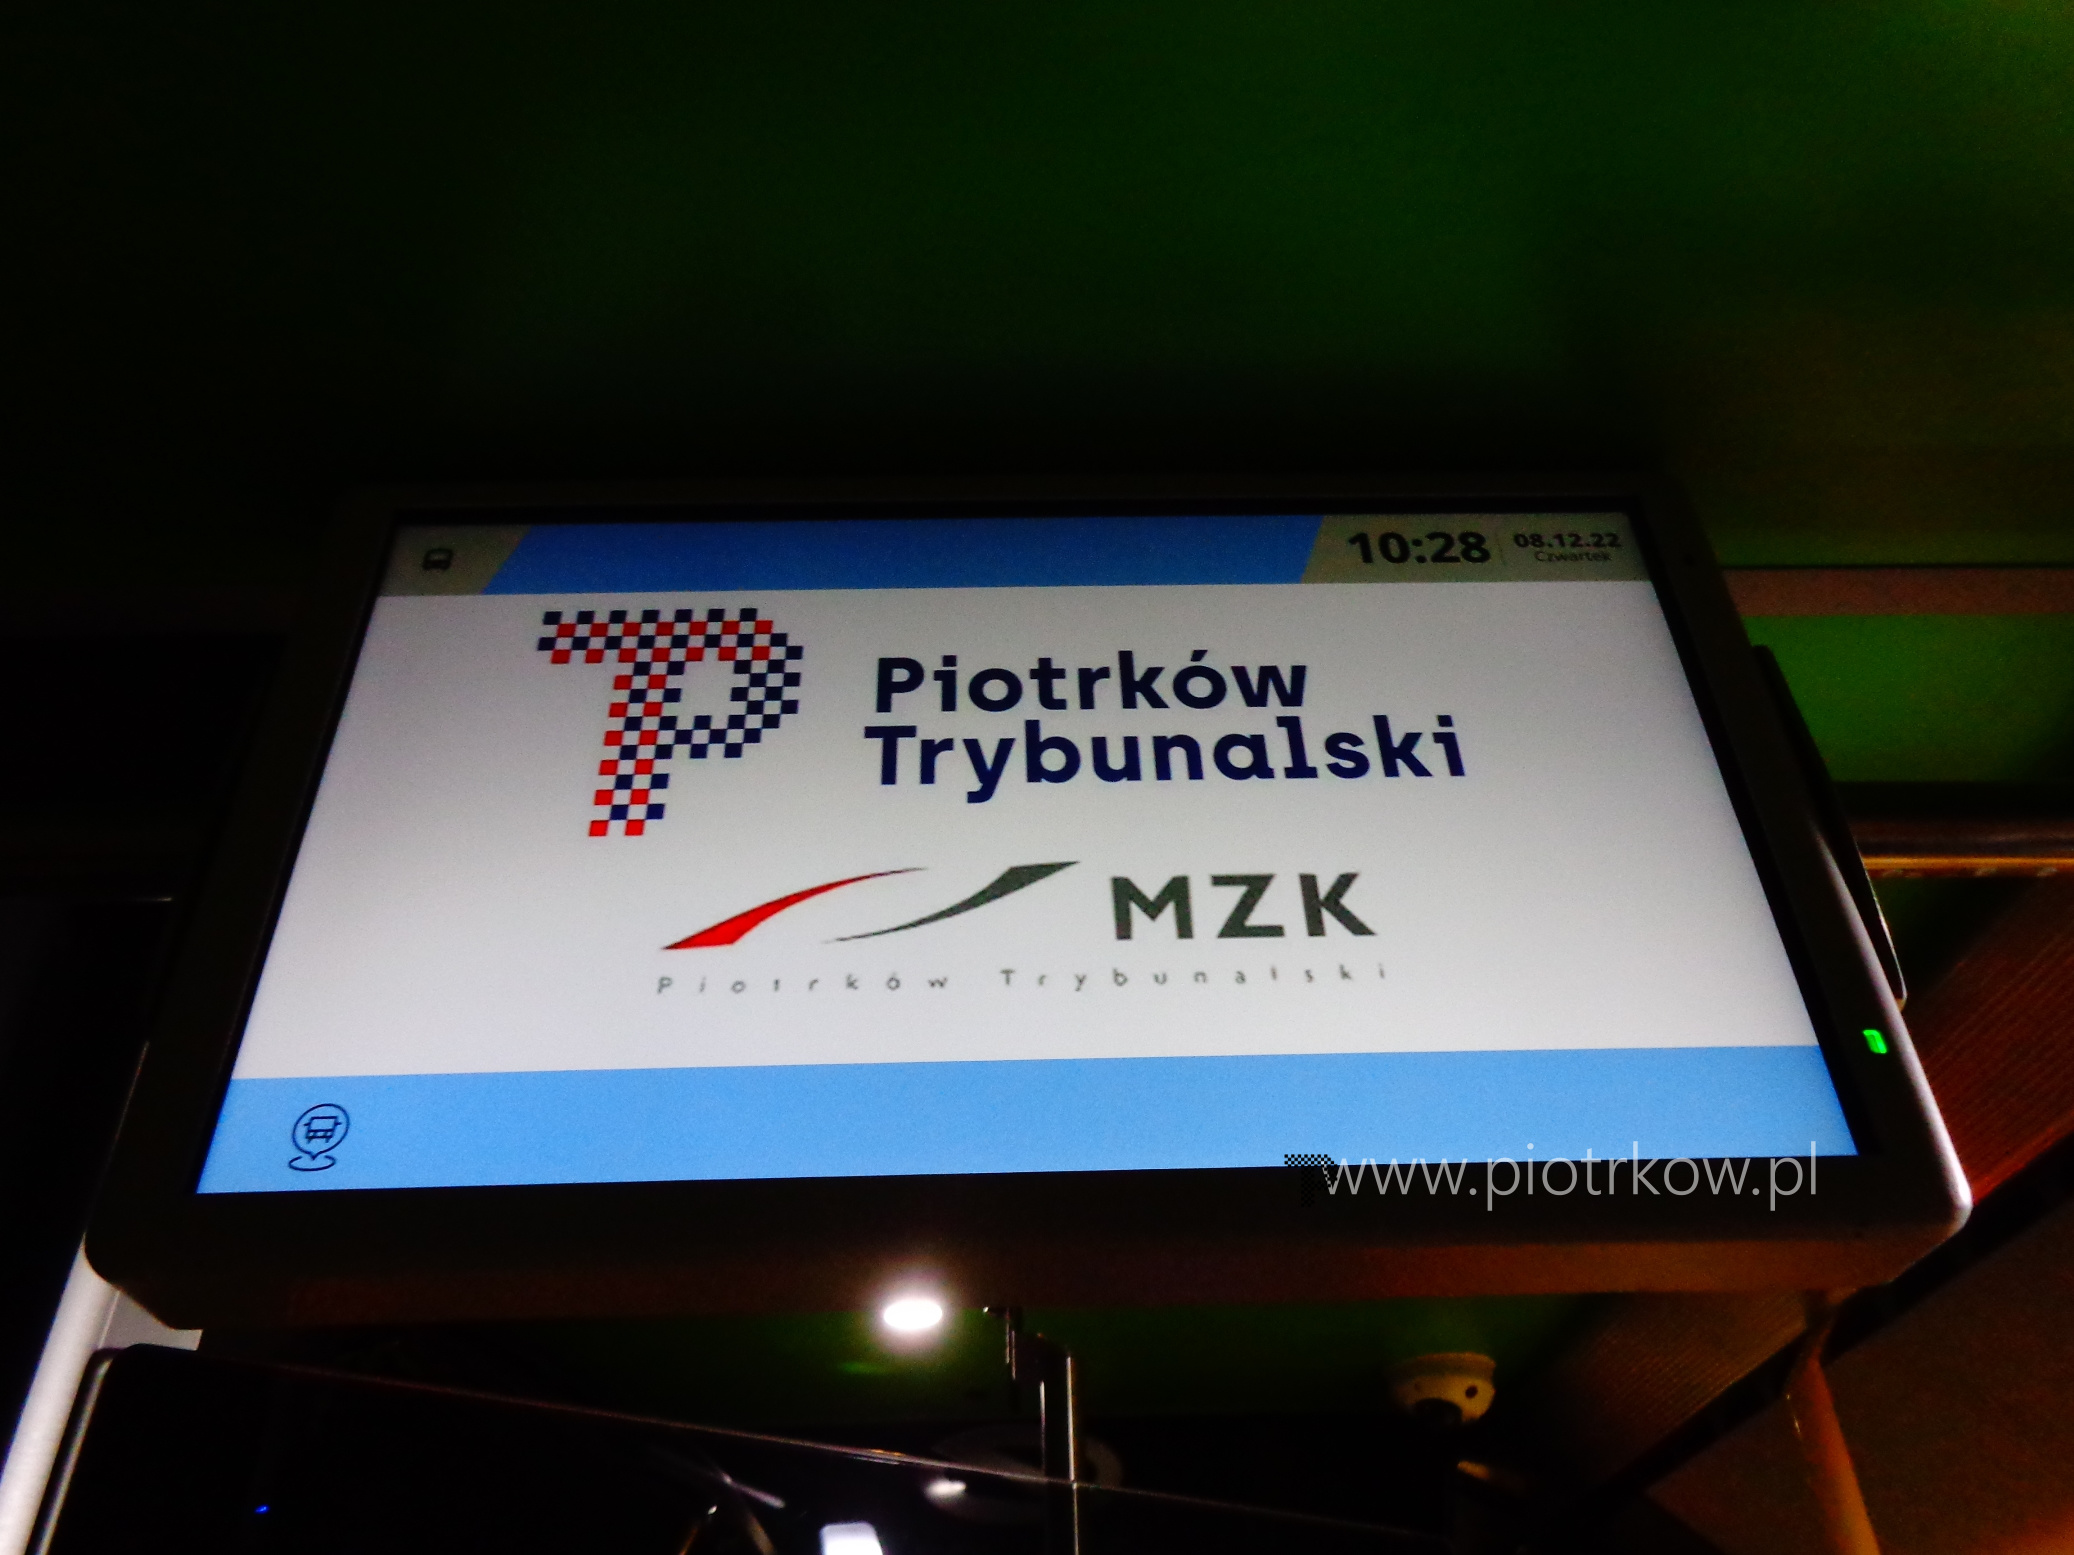 10:28
08.12.22
Czwartek
Piotrków
Trybunalski
MZK
Piotrków Trybunalski
www.piotrkow.pl